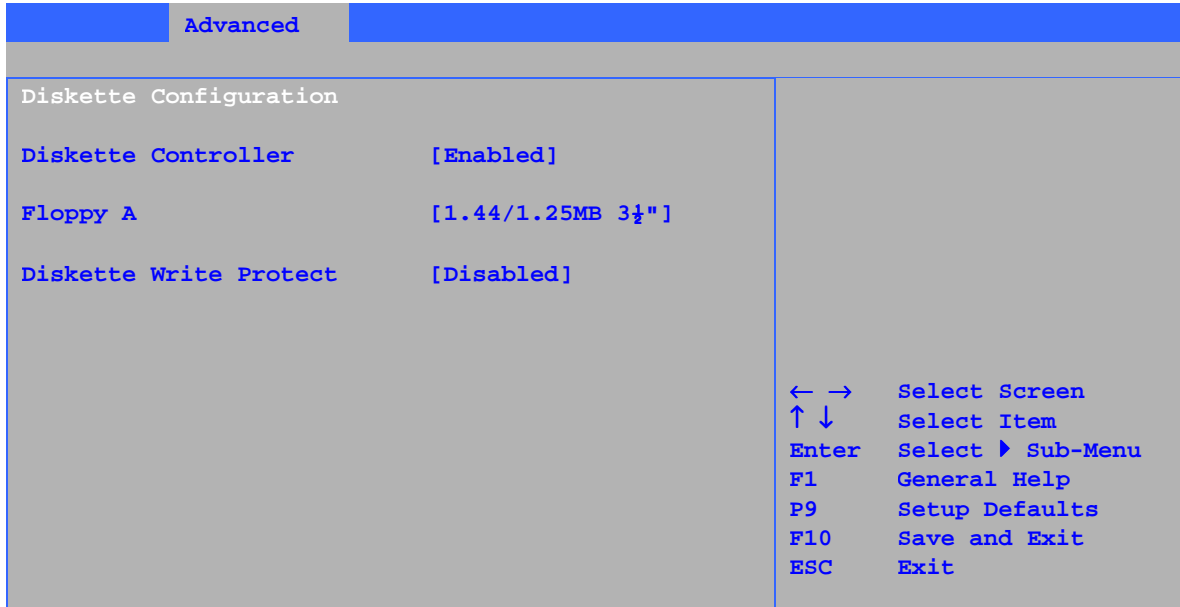 Advanced
Diskette Configuration
Diskette Controller [Enabled]
Floppy A [1.44/1.25MB 3½"]
Diskette Write Protect [Disabled]
← → Select Screen
↑ ↓ Select Item
Enter Select ▶ Sub-Menu
F1 General Help
P9 Setup Defaults
F10 Save and Exit
ESC Exit